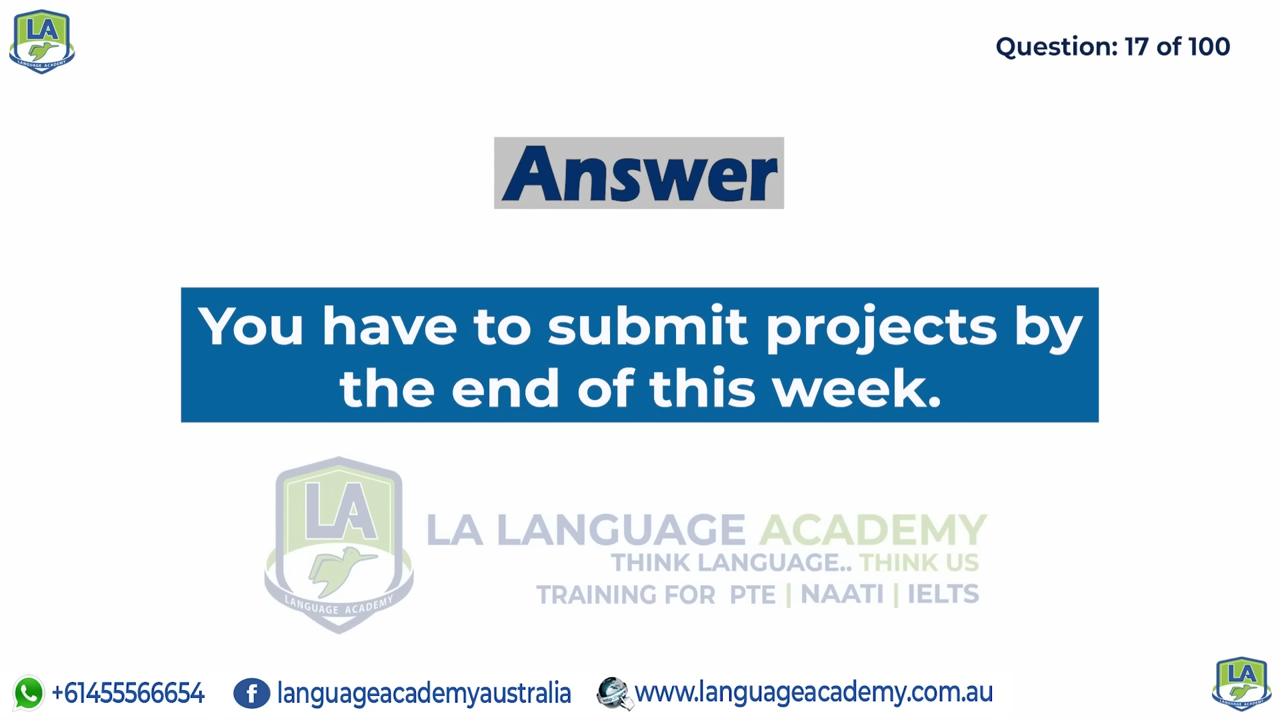 LA
LANGUAGE ACADEMY
Question: 17 of 100
Answer
You have to submit projects by
the end of this week.
LA
LANGUAGE ACADEMY
LA LANGUAGE ACADEMY
THINK LANGUAGE.. THINK US
TRAINING FOR PTE | NAATI | IELTS
+61455566654
languageacademyaustralia
www.languageacademy.com.au
LA
LANGUAGE ACADEMY